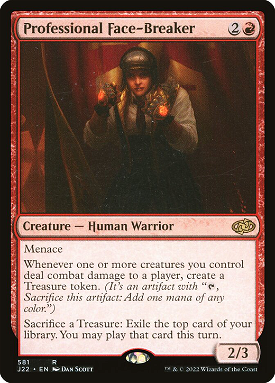 Professional Face-Breaker 2
Creature — Human Warrior
Menace
Whenever one or more creatures you control
deal combat damage to a player, create a
Treasure token. (It's an artifact with ",
Sacrifice this artifact: Add one mana of any
color.")
Sacrifice a Treasure: Exile the top card of your
library. You may play that card this turn.
2/3
581 R
J22 • EN DAN SCOTT
™ & © 2022 Wizards of the Coast